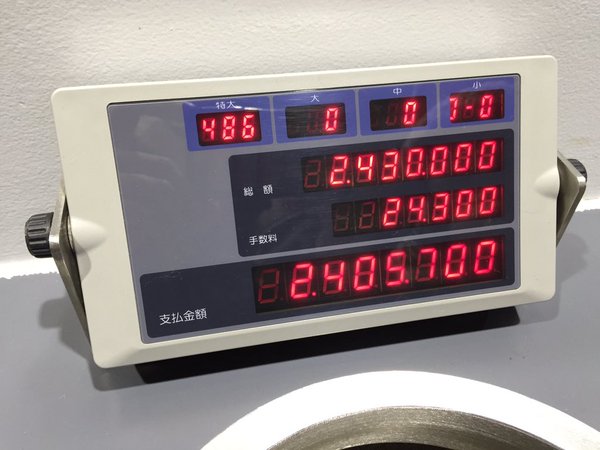 特大 大 中 小
486 0 0 1-0
総額 2.430.000
手数料 24.300
支払金額 2.405.700